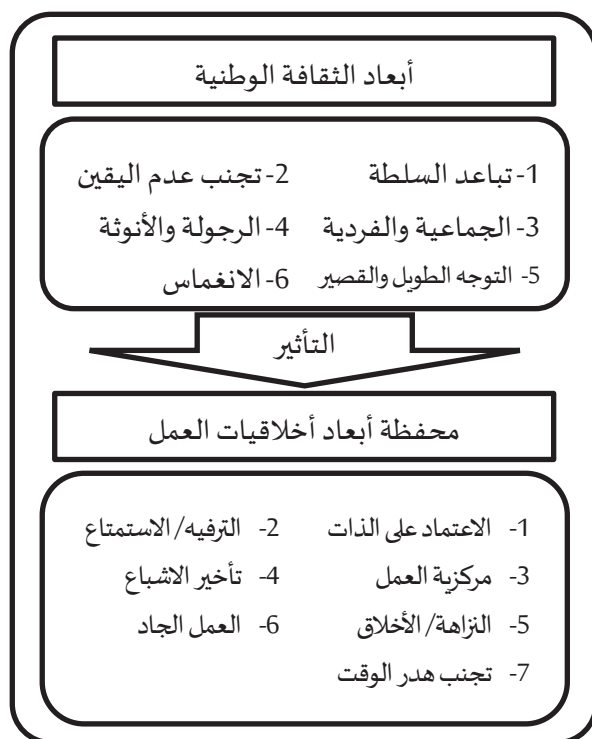 أبعاد الثقافة الوطنية
1- تباعد السلطة 2- تجنب عدم اليقين
3- الجماعية والفردية 4- الرجولة والأنوثة
5- التوجه الطويل والقصير 6- الانغماس
التأثير
محفظة أبعاد أخلاقيات العمل
1- الاعتماد على الذات 2- الترفيه/ الاستمتاع
3- مركزية العمل 4- تأخير الاشباع
5- النزاهة/ الأخلاق 6- العمل الجاد
7- تجنب هدر الوقت